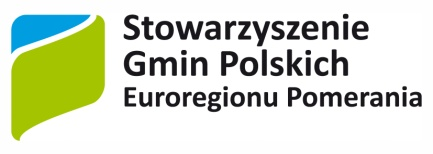 Stowarzyszenie
Gmin Polskich
Euroregionu Pomerania